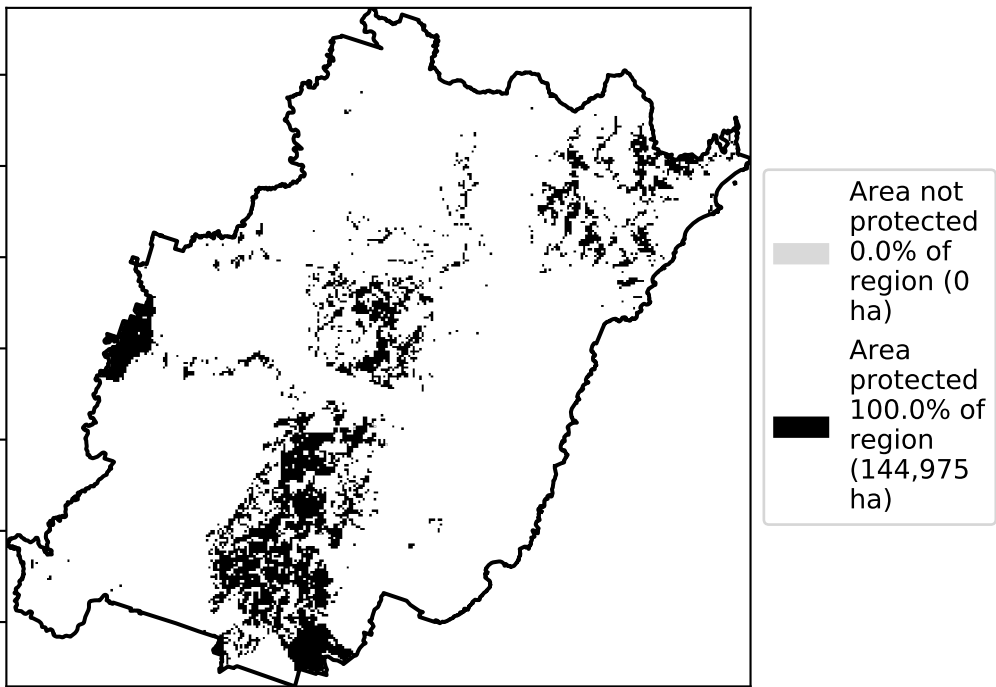 Area not
protected
0.0% of
region (0
ha)
Area
protected
100.0% of
region
(144,975
ha)